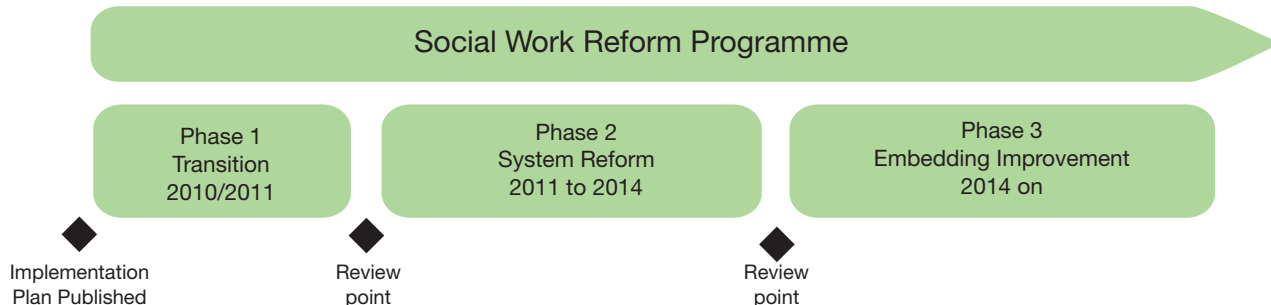 Social Work Reform Programme
Phase 1
Transition
2010/2011
Phase 2
System Reform
2011 to 2014
Phase 3
Embedding Improvement
2014 on
Implementation
Plan Published
Review
point
Review
point